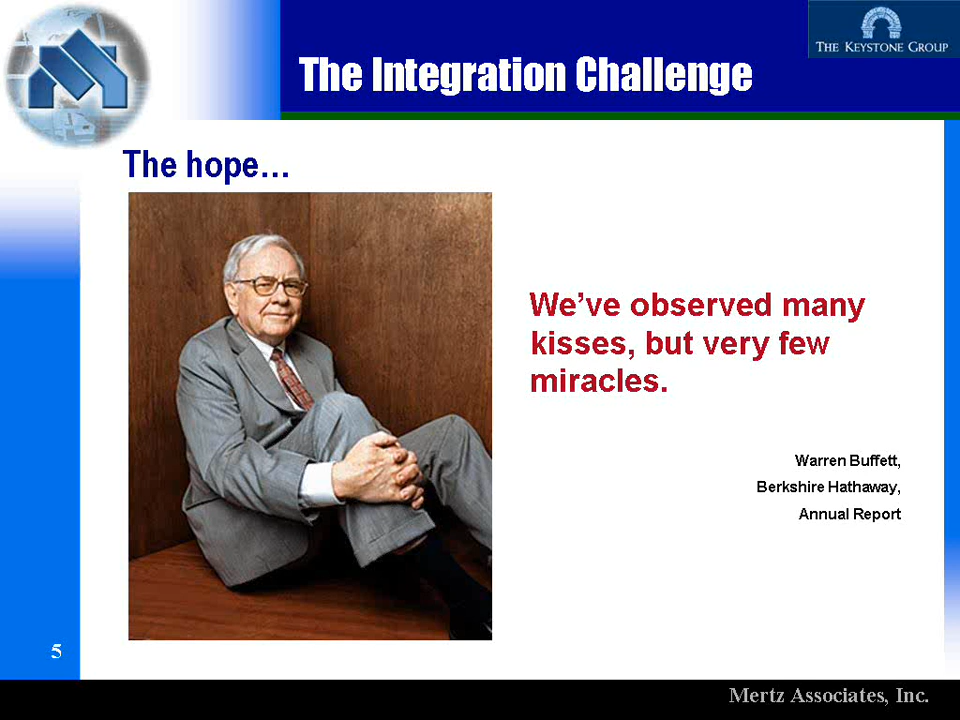 THE KEYSTONE GROUP
The Integration Challenge
The hope…
We’ve observed many
kisses, but very few
miracles.
Warren Buffett,
Berkshire Hathaway,
Annual Report
5
Mertz Associates, Inc.